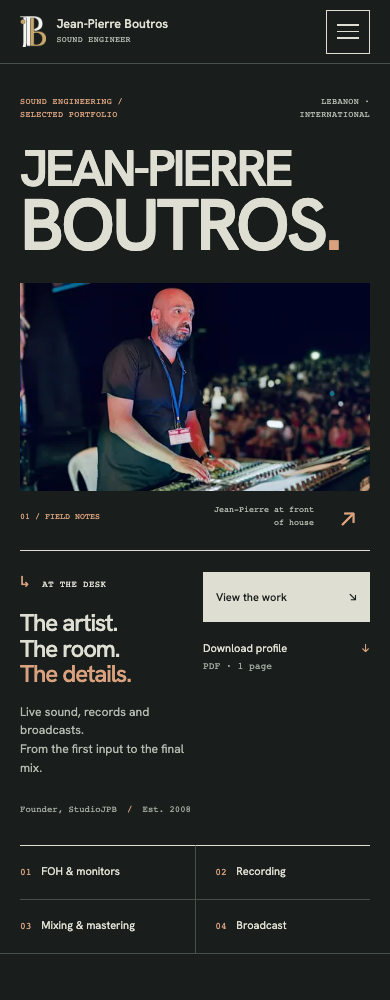 JB
Jean-Pierre Boutros
SOUND ENGINEER
SOUND ENGINEERING /
SELECTED PORTFOLIO
LEBANON ·
INTERNATIONAL
JEAN-PIERRE
BOUTROS.
01 / FIELD NOTES
Jean-Pierre at front
of house
↗
↳ AT THE DESK
The artist.
The room.
The details.
Live sound, records and
broadcasts.
From the first input to the final
mix.
Founder, StudioJPB / Est. 2008
View the work ↘
Download profile ↓
PDF · 1 page
01 FOH & monitors
02 Recording
03 Mixing & mastering
04 Broadcast